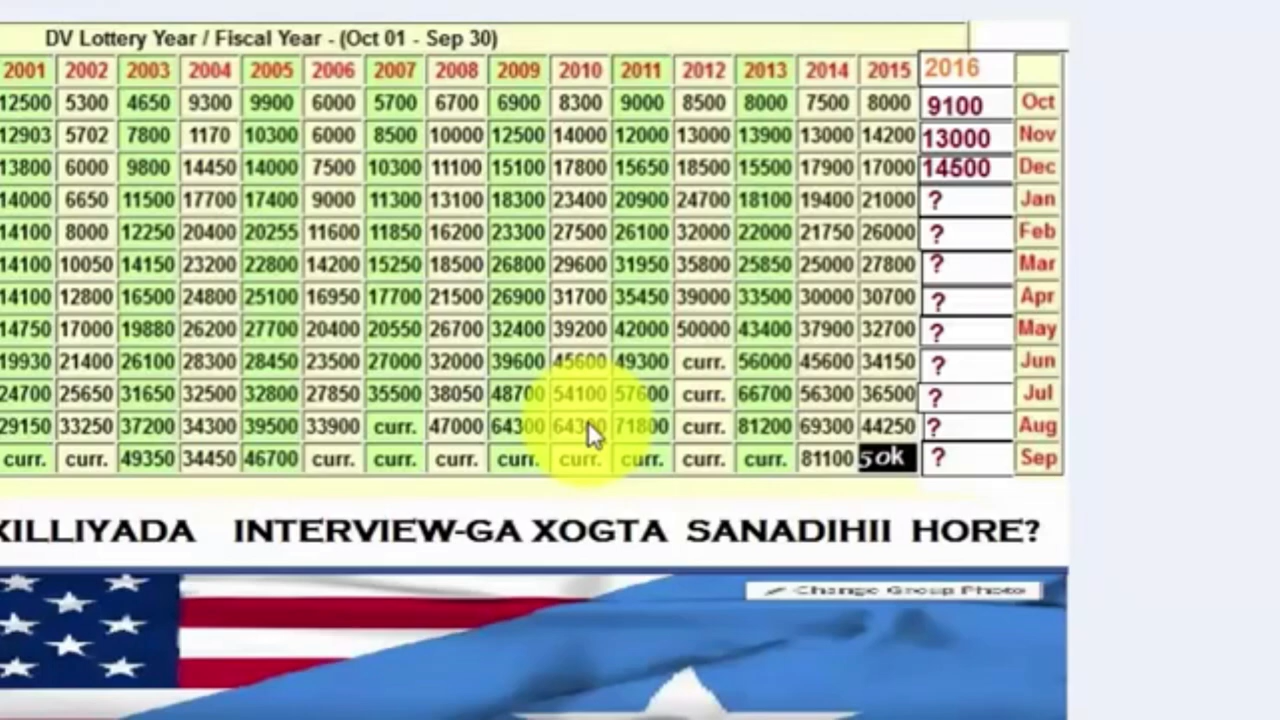 DV Lottery Year / Fiscal Year - (Oct 01 - Sep 30)
2001 2002 2003 2004 2005 2006 2007 2008 2009 2010 2011 2012 2013 2014 2015 2016
12500 5300 4650 9300 9900 6000 5700 6700 6900 8300 9000 8500 8000 7500 8000 9100 Oct
12903 5702 7800 1170 10300 6000 8500 10000 12500 14000 12000 13000 13900 13000 14200 13000 Nov
13800 6000 9800 14450 14000 7500 10300 11100 15100 17800 15650 18500 15500 17900 17000 14500 Dec
14000 6650 11500 17700 17400 9000 11300 13100 18300 23400 20900 24700 18100 19400 21000 ? Jan
14100 8000 12250 20400 20255 11600 11850 16200 23300 27500 26100 32000 22000 21750 26000 ? Feb
14100 10050 14150 23200 22800 14200 15250 18500 26800 29600 31950 35800 25850 25000 27800 ? Mar
14100 12800 16500 24800 25100 16950 17700 21500 26900 31700 35450 39000 33500 30000 30700 ? Apr
14750 17000 19880 26200 27700 20400 20550 26700 32400 39200 42000 50000 43400 37900 32700 ? May
19930 21400 26100 28300 28450 23500 27000 32000 39600 45600 49300 curr. 56000 45600 34150 ? Jun
24700 25650 31650 32500 32800 27850 35500 38050 48700 54100 57600 curr. 66700 56300 36500 ? Jul
29150 33250 37200 34300 39500 33900 curr. 47000 64300 64300 71800 curr. 81200 69300 44250 ? Aug
curr. curr. 49350 34450 46700 curr. curr. curr. curr. curr. curr. curr. curr. 81100 50k ? Sep
XILLIYADA INTERVIEW-GA XOGTA SANADIHII HORE?
Change Group Photo